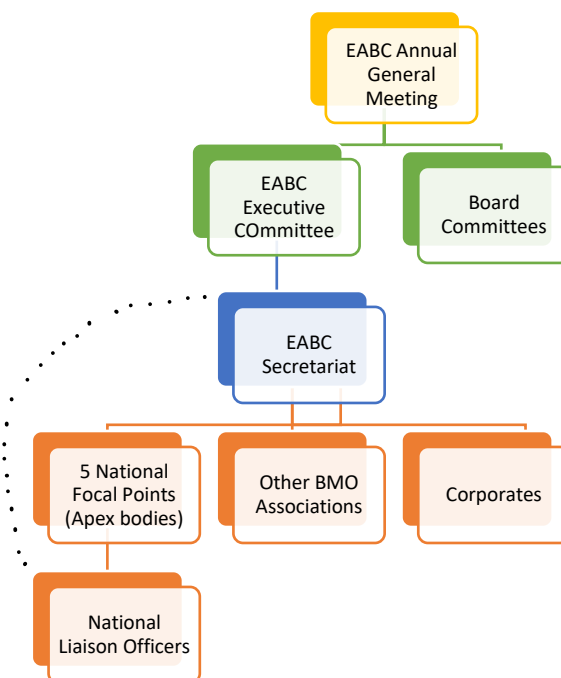 EABC Annual
General
Meeting
EABC
Executive
COmmittee
Board
Committees
EABC
Secretariat
5 National
Focal Points
(Apex bodies)
Other BMO
Associations
Corporates
National
Liaison Officers